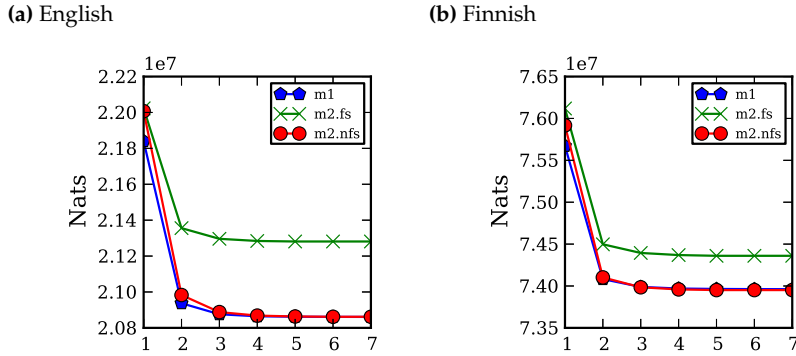 (a) English
1e7
2.22
2.20
2.18
2.16
2.14
2.12
2.10
2.08
Nats
m1
m2.fs
m2.nfs
1 2 3 4 5 6 7
(b) Finnish
1e7
7.65
7.60
7.55
7.50
7.45
7.40
7.35
Nats
m1
m2.fs
m2.nfs
1 2 3 4 5 6 7